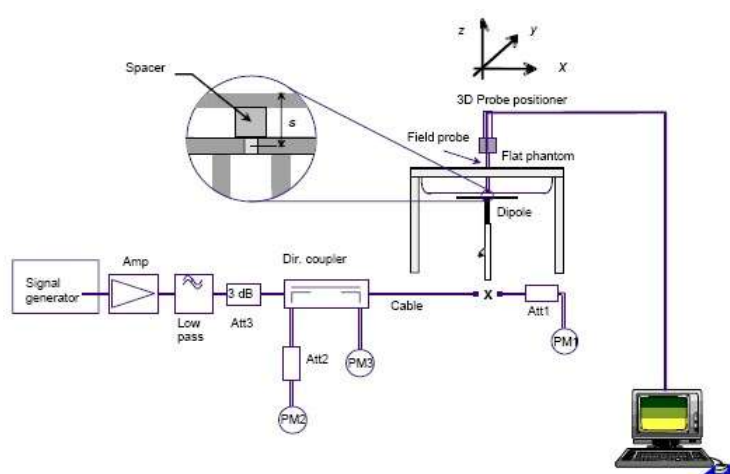 z
y
X
Spacer
s
3D Probe positioner
Field probe
Flat phantom
Dipole
Signal
generator
Amp
Low
pass
3 dB
Att3
Dir. coupler
Cable
x
Att1
PM1
Att2
PM3
PM2